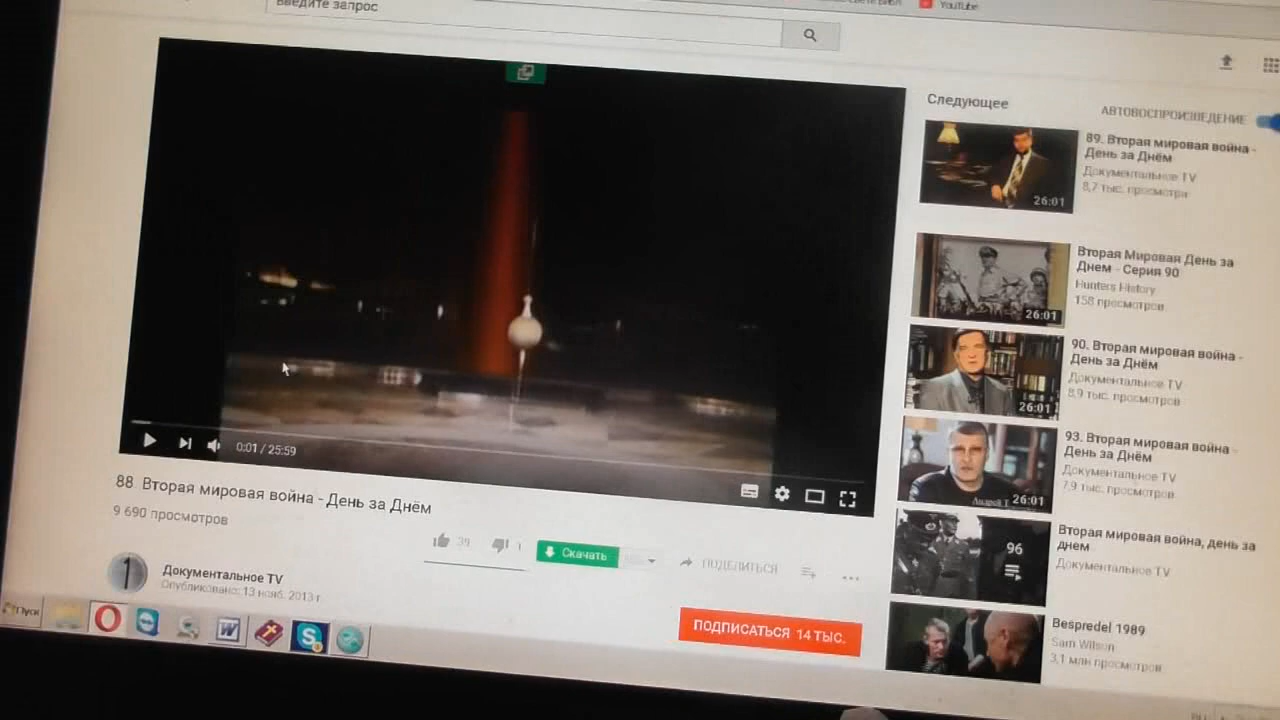 Введите запрос
YouTube
Следующее
АВТОВОСПРОИЗВЕДЕНИЕ
89. Вторая мировая война -
День за Днём
Документальное TV
8,7 тыс. просмотра
26:01
Вторая Мировая День за
Днем - Серия 90
Hunters History
158 просмотров
26:01
90. Вторая мировая война -
День за Днём
Документальное TV
8,9 тыс. просмотров
26:01
93. Вторая мировая война -
День за Днём
Документальное TV
7,9 тыс. просмотров
Андрей
26:01
96
Вторая мировая война, день за
днем
Документальное TV
Bespredel 1989
Sam Wilson
3,1 млн просмотров
0:01 / 25:59
88. Вторая мировая война - День за Днём
9 690 просмотров
39
1
Скачать
ПОДЕЛИТЬСЯ
1
Документальное TV
Опубликовано: 13 нояб. 2013 г.
ПОДПИСАТЬСЯ 14 ТЫС.
Пуск
W
S